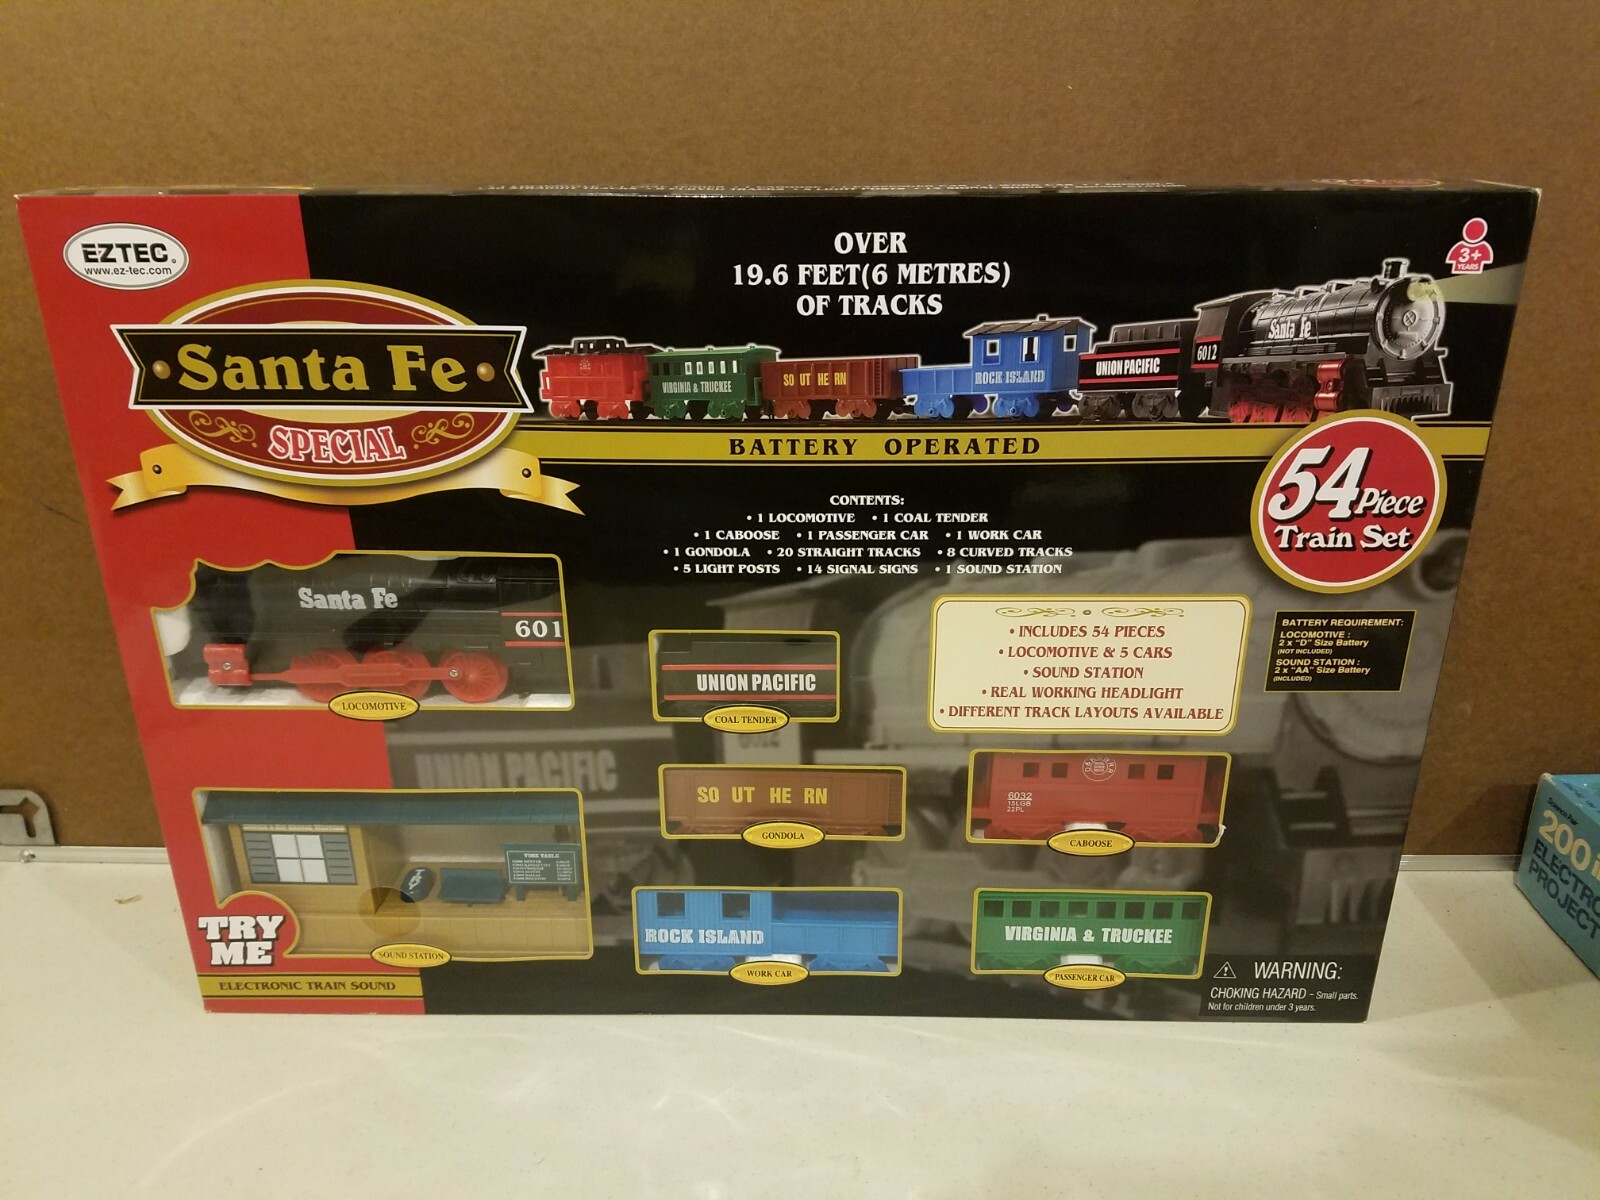 EZTEC
www.ez-tec.com
Santa Fe
SPECIAL
OVER
19.6 FEET(6 METRES)
OF TRACKS
3+
YEARS
VIRGINIA & TRUCKEE
SO UT HE RN
ROCK ISLAND
UNION PACIFIC
6012
Santa Fe
BATTERY OPERATED
54 Piece
Train Set
CONTENTS:
• 1 LOCOMOTIVE • 1 COAL TENDER
• 1 CABOOSE • 1 PASSENGER CAR • 1 WORK CAR
• 1 GONDOLA • 20 STRAIGHT TRACKS • 8 CURVED TRACKS
• 5 LIGHT POSTS • 14 SIGNAL SIGNS • 1 SOUND STATION
Santa Fe
601
LOCOMOTIVE
UNION PACIFIC
COAL TENDER
• INCLUDES 54 PIECES
• LOCOMOTIVE & 5 CARS
• SOUND STATION
• REAL WORKING HEADLIGHT
• DIFFERENT TRACK LAYOUTS AVAILABLE
BATTERY REQUIREMENT:
LOCOMOTIVE :
2 x "D" Size Battery
(NOT INCLUDED)
SOUND STATION :
2 x "AA" Size Battery
(INCLUDED)
UNION PACIFIC
SO UT HE RN
GONDOLA
6032
15LGB
22PL
CABOOSE
TIME TABLE
TRY
ME
SOUND STATION
ELECTRONIC TRAIN SOUND
ROCK ISLAND
WORK CAR
VIRGINIA & TRUCKEE
PASSENGER CAR
WARNING:
CHOKING HAZARD – Small parts.
Not for children under 3 years.
200 i
ELECTRO
PROJECT